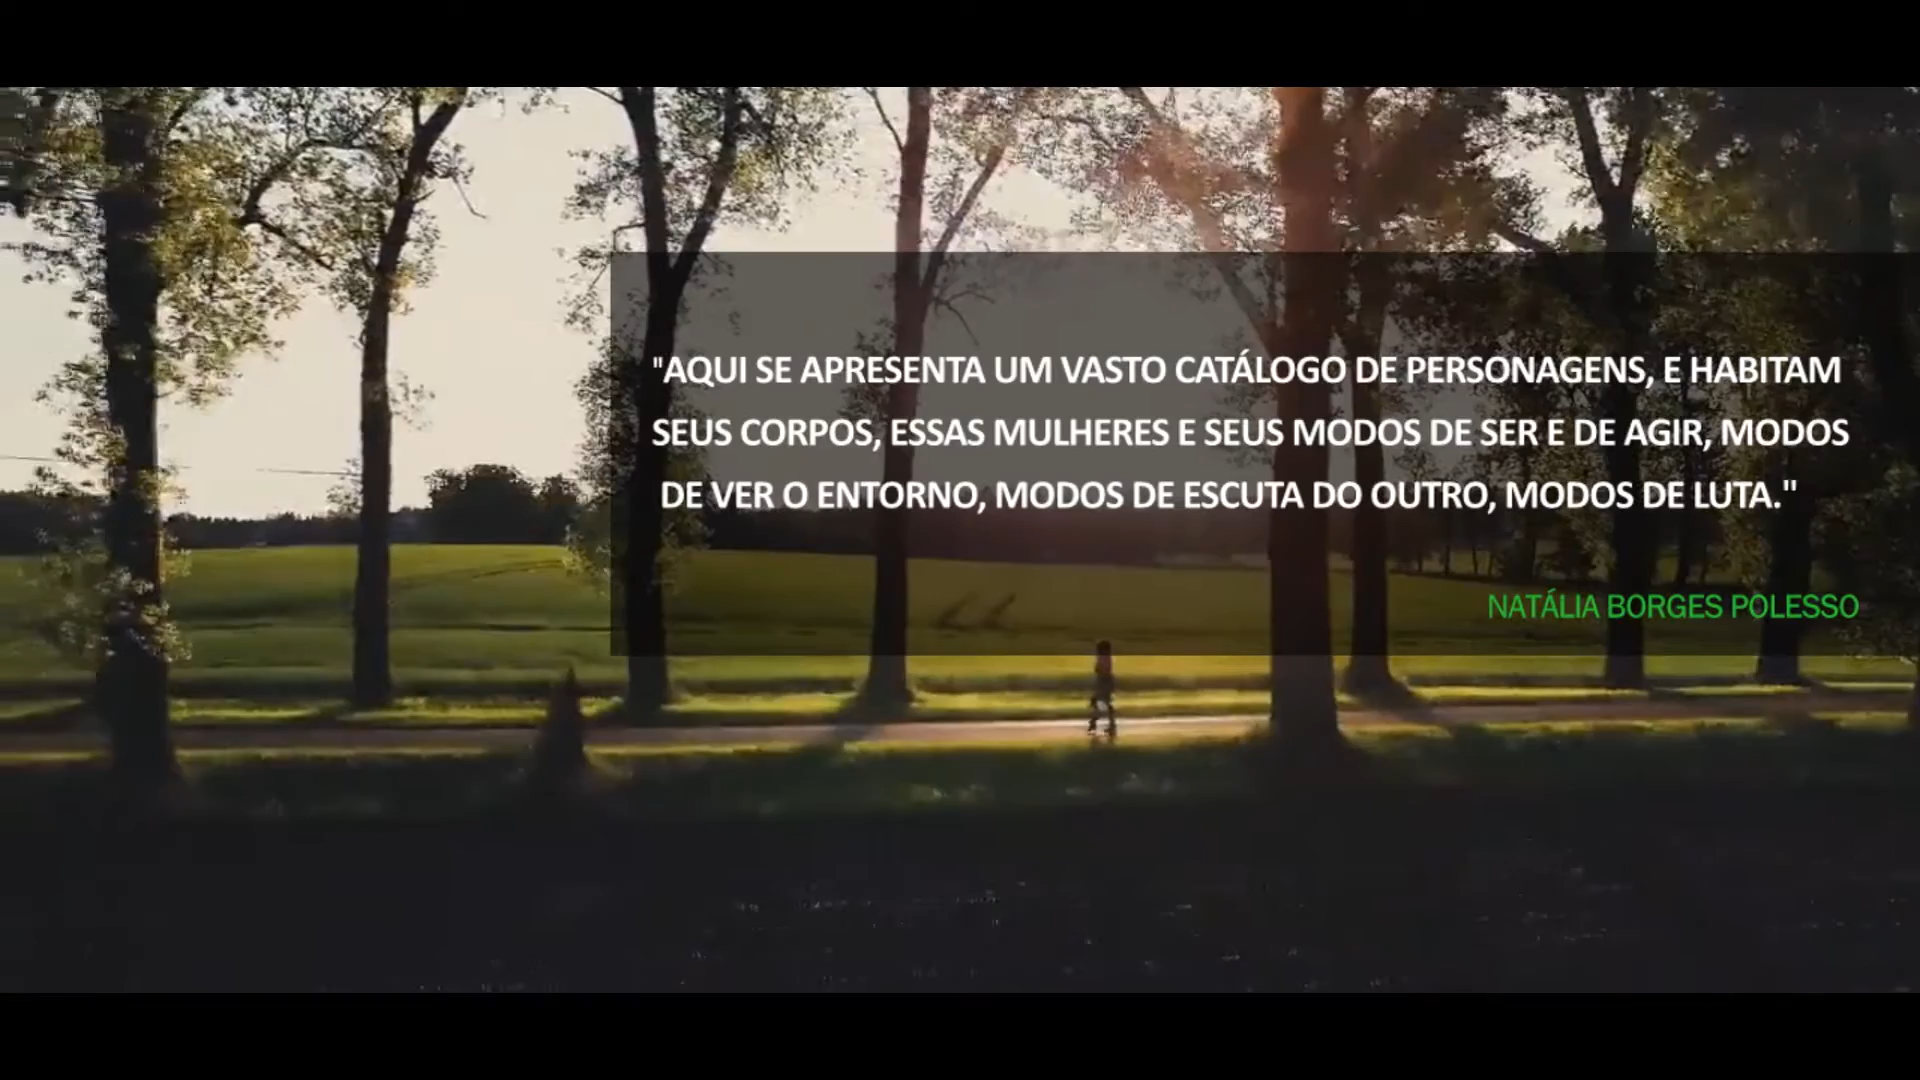 "AQUI SE APRESENTA UM VASTO CATÁLOGO DE PERSONAGENS, E HABITAM
SEUS CORPOS, ESSAS MULHERES E SEUS MODOS DE SER E DE AGIR, MODOS
DE VER O ENTORNO, MODOS DE ESCUTA DO OUTRO, MODOS DE LUTA."
NATÁLIA BORGES POLESSO